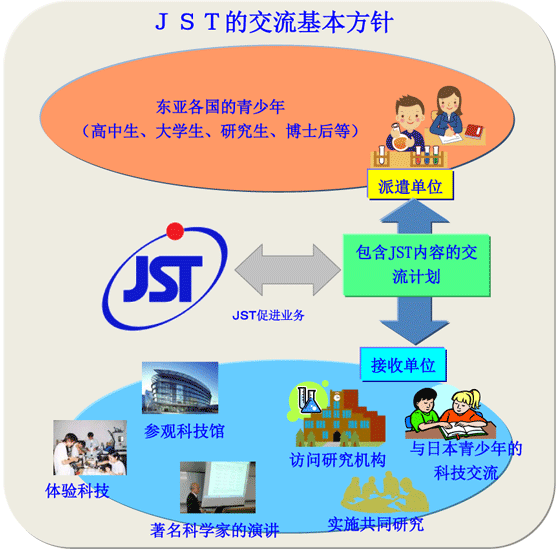 ＪＳＴ的交流基本方针
东亚各国的青少年
（高中生、大学生、研究生、博士后等）
派遣单位
JST
包含JST内容的交
流计划
JST促进业务
接收单位
参观科技馆
访问研究机构
与日本青少年的
科技交流
体验科技
著名科学家的演讲
实施共同研究